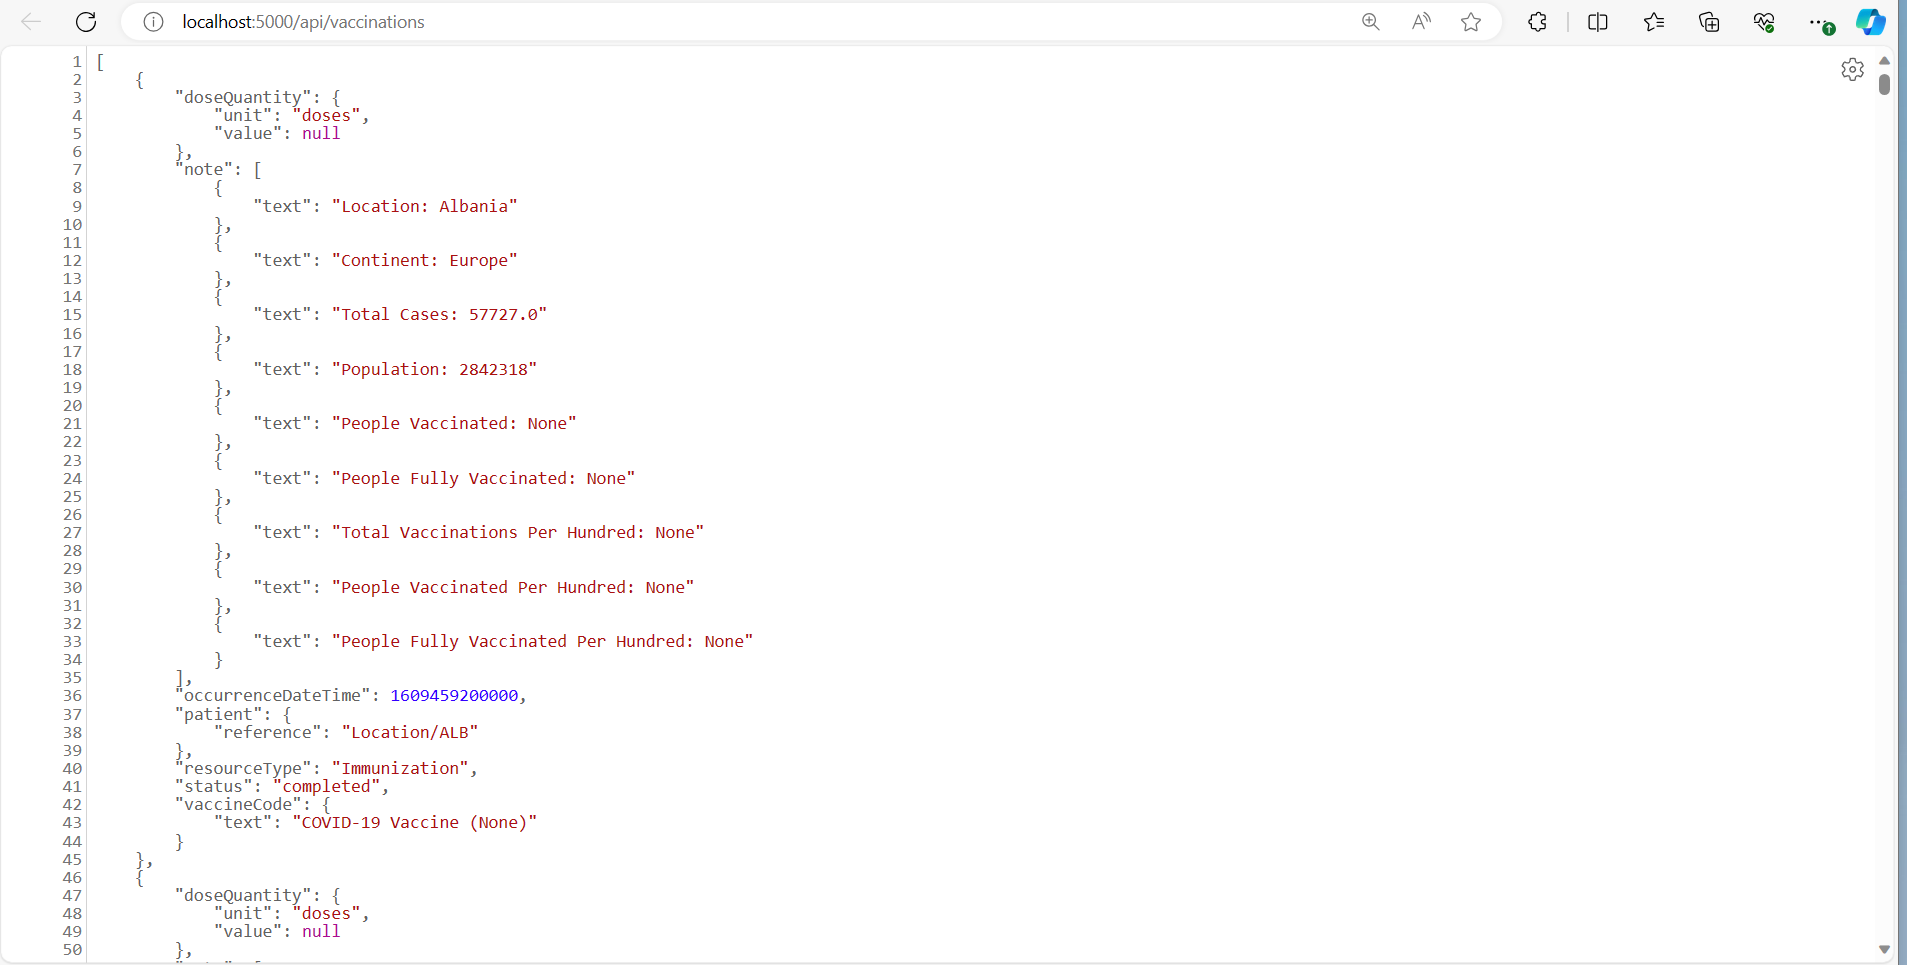 localhost:5000/api/vaccinations
1 [
2     {
3         "doseQuantity": {
4             "unit": "doses",
5             "value": null
6         },
7         "note": [
8             {
9                 "text": "Location: Albania"
10             },
11             {
12                 "text": "Continent: Europe"
13             },
14             {
15                 "text": "Total Cases: 57727.0"
16             },
17             {
18                 "text": "Population: 2842318"
19             },
20             {
21                 "text": "People Vaccinated: None"
22             },
23             {
24                 "text": "People Fully Vaccinated: None"
25             },
26             {
27                 "text": "Total Vaccinations Per Hundred: None"
28             },
29             {
30                 "text": "People Vaccinated Per Hundred: None"
31             },
32             {
33                 "text": "People Fully Vaccinated Per Hundred: None"
34             }
35         ],
36         "occurrenceDateTime": 1609459200000,
37         "patient": {
38             "reference": "Location/ALB"
39         },
40         "resourceType": "Immunization",
41         "status": "completed",
42         "vaccineCode": {
43             "text": "COVID-19 Vaccine (None)"
44         }
45     },
46     {
47         "doseQuantity": {
48             "unit": "doses",
49             "value": null
50         },